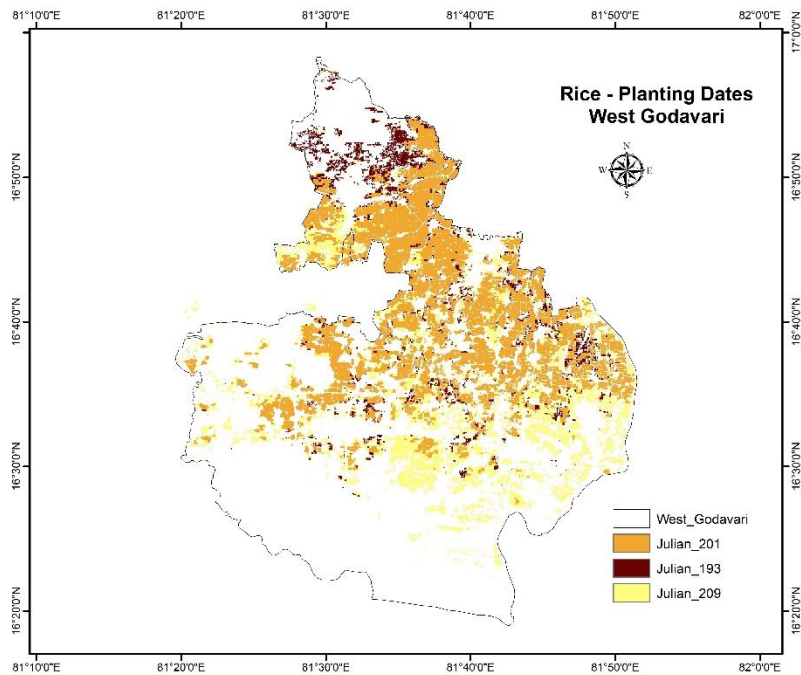 81°10'0"E 81°20'0"E 81°30'0"E 81°40'0"E 81°50'0"E 82°0'0"E
17°0'0"N
Rice - Planting Dates
West Godavari
N
W E
S
16°50'0"N 16°50'0"N
16°40'0"N 16°40'0"N
16°30'0"N 16°30'0"N
West_Godavari
Julian_201
Julian_193
Julian_209
16°20'0"N 16°20'0"N
81°10'0"E 81°20'0"E 81°30'0"E 81°40'0"E 81°50'0"E 82°0'0"E